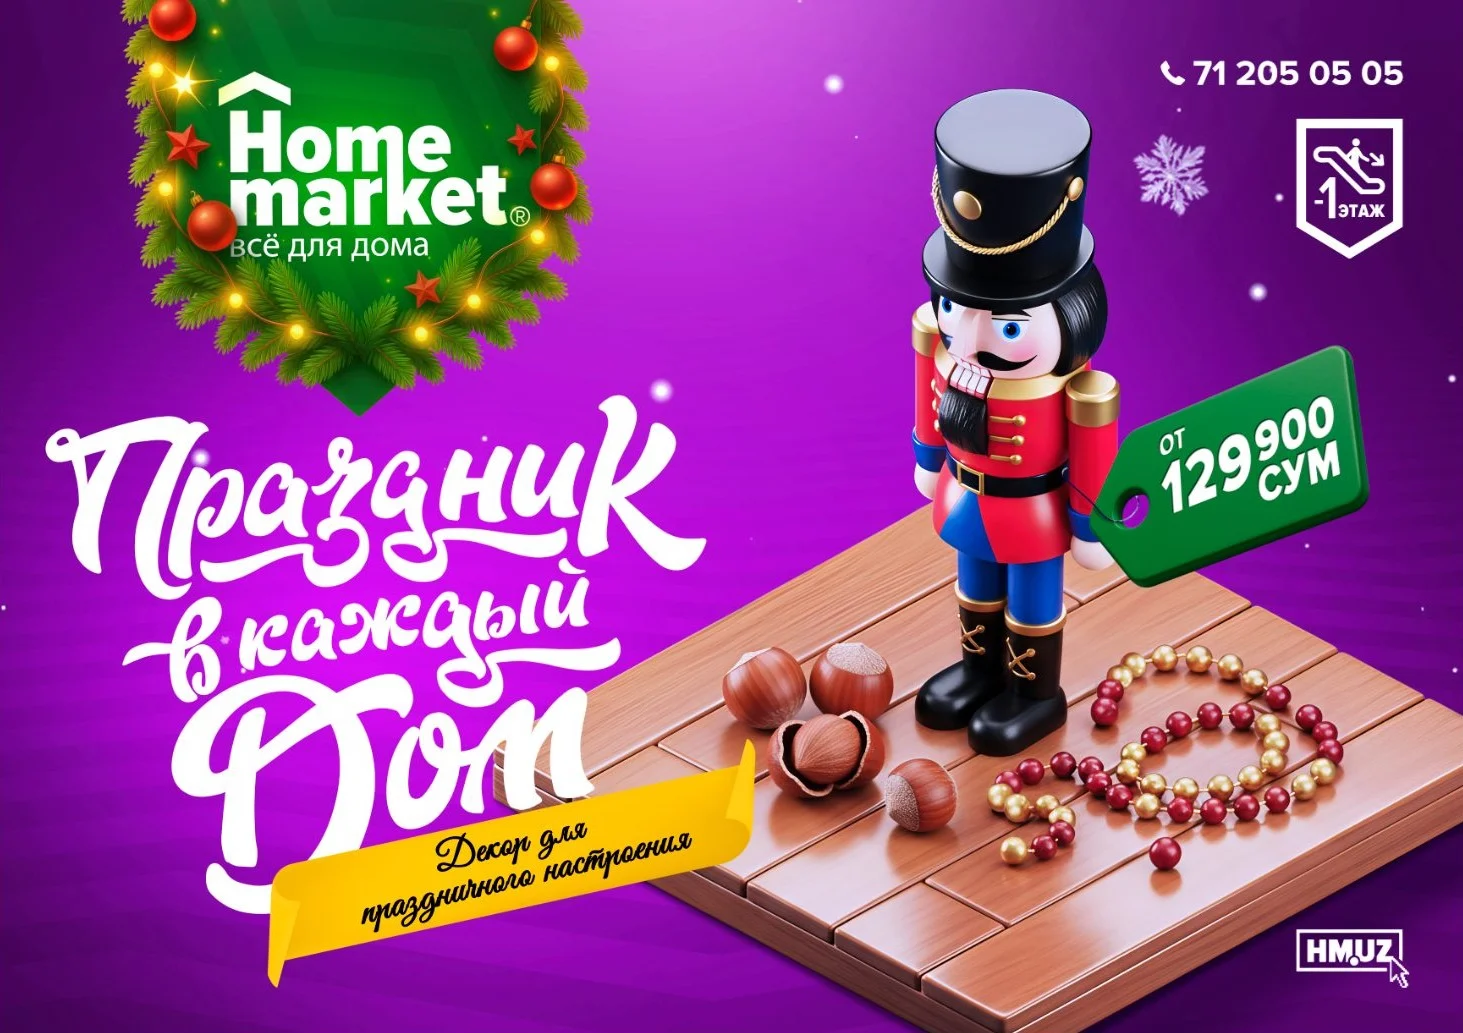 Home
market®
всё для дома
71 205 05 05
-1 ЭТАЖ
Праздник
в каждый
Дом
Декор для
праздничного настроения
ОТ
129 900
СУМ
HM.UZ